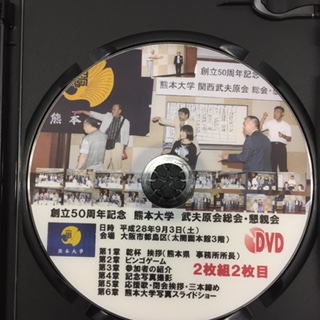 創立50周年記念
熊本大学 関西武夫原会 総会・懇
熊本
創立50周年記念 熊本大学 武夫原会総会・懇親会
日時 平成28年9月3日(土)
会場 大阪市都島区(太閤園本館3階)
DVD
熊本大学
第1章 乾杯 挨拶(熊本県 事務所所長)
第2章 ビンゴゲーム
第3章 参加者の紹介
第4章 記念写真撮影
第5章 応援歌・閉会挨拶・三本締め
第6章 熊本大学写真スライドショー
2枚組2枚目